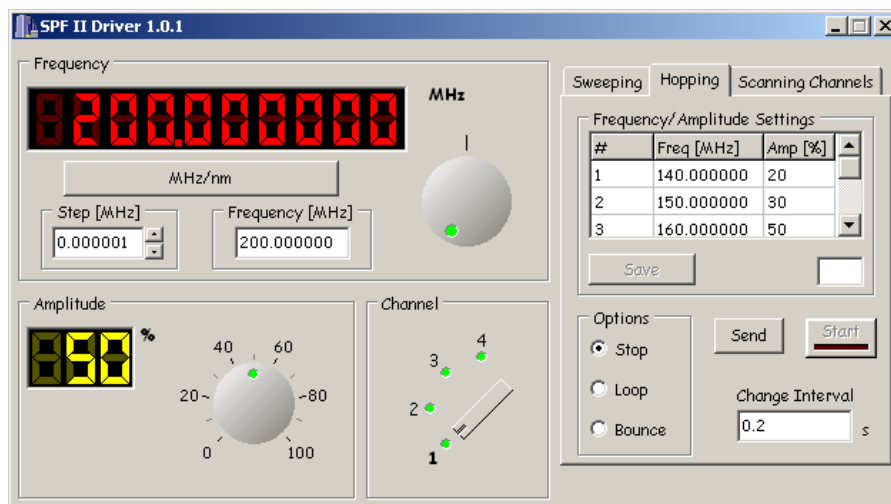 SPF II Driver 1.0.1
Frequency
200.000000
MHz
MHz/nm
Step [MHz]
0.000001
Frequency [MHz]
200.000000
Amplitude
50
%
0
20
40
60
80
100
Channel
1
2
3
4
Sweeping
Hopping
Scanning Channels
Frequency/Amplitude Settings
# Freq [MHz] Amp [%]
1 140.000000 20
2 150.000000 30
3 160.000000 50
Save
Options
Stop
Loop
Bounce
Send
Start
Change Interval
0.2
s